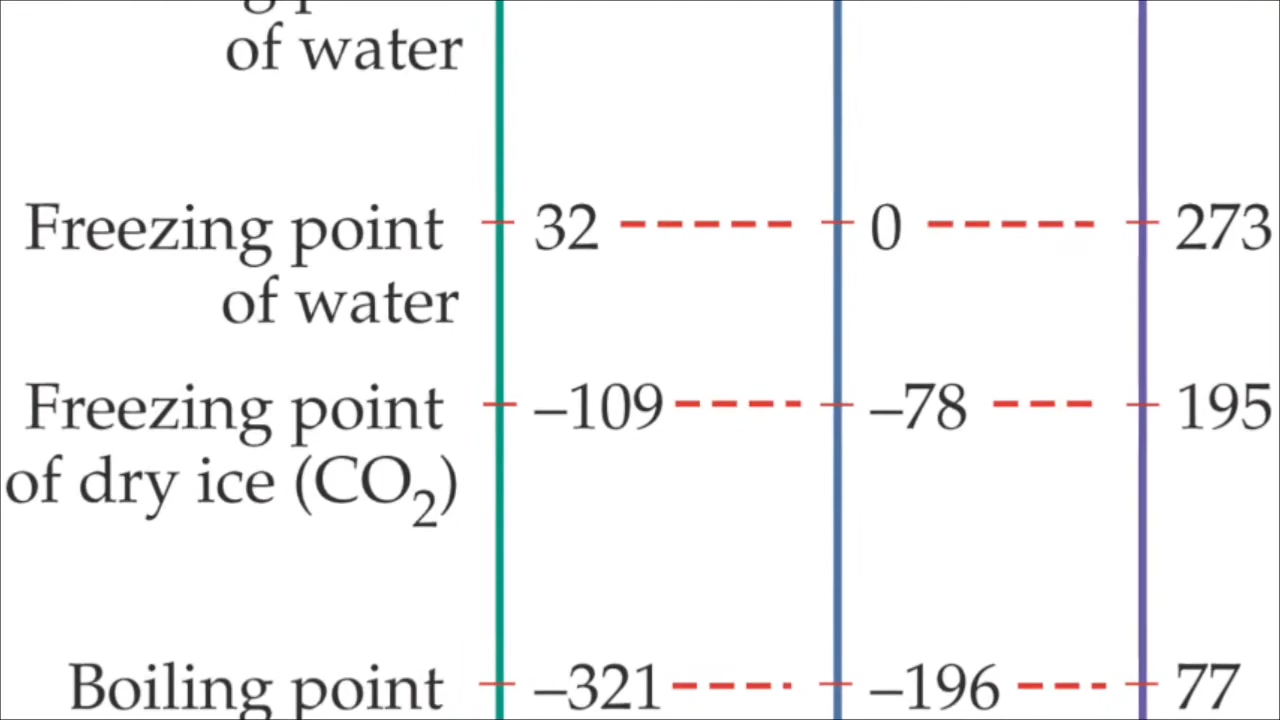 of water
Freezing point 32 0 273
of water
Freezing point –109 –78 195
of dry ice (CO₂)
Boiling point –321 –196 77